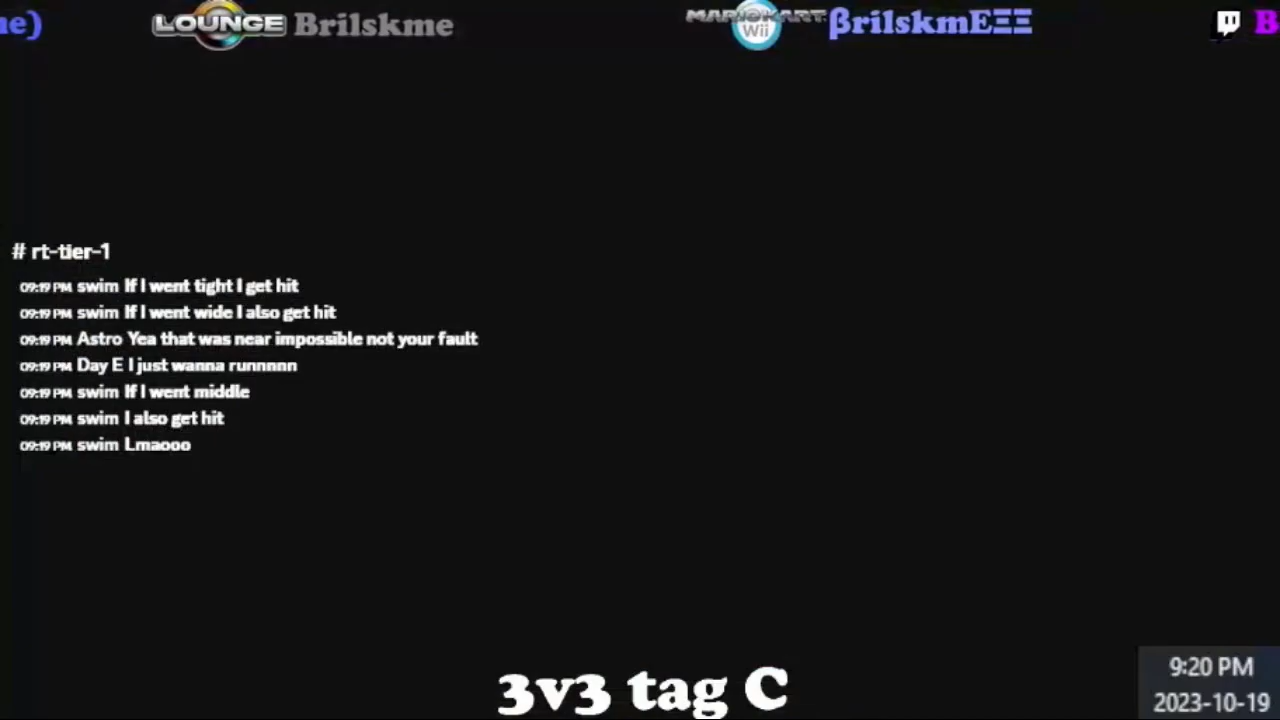 ne) LOUNGE Brilskme MARIOKART Wii βrilskmEΞΞ B
# rt-tier-1
09:19 PM swim If I went tight I get hit
09:19 PM swim If I went wide I also get hit
09:19 PM Astro Yea that was near impossible not your fault
09:19 PM Day E I just wanna runnnnn
09:19 PM swim If I went middle
09:19 PM swim I also get hit
09:19 PM swim Lmaooo
3v3 tag C
9:20 PM
2023-10-19